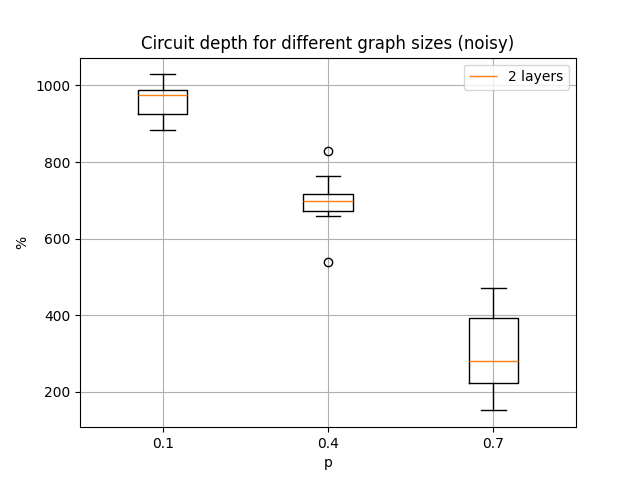 Circuit depth for different graph sizes (noisy)
2 layers
1000
800
600
400
200
%
0.1 0.4 0.7
p